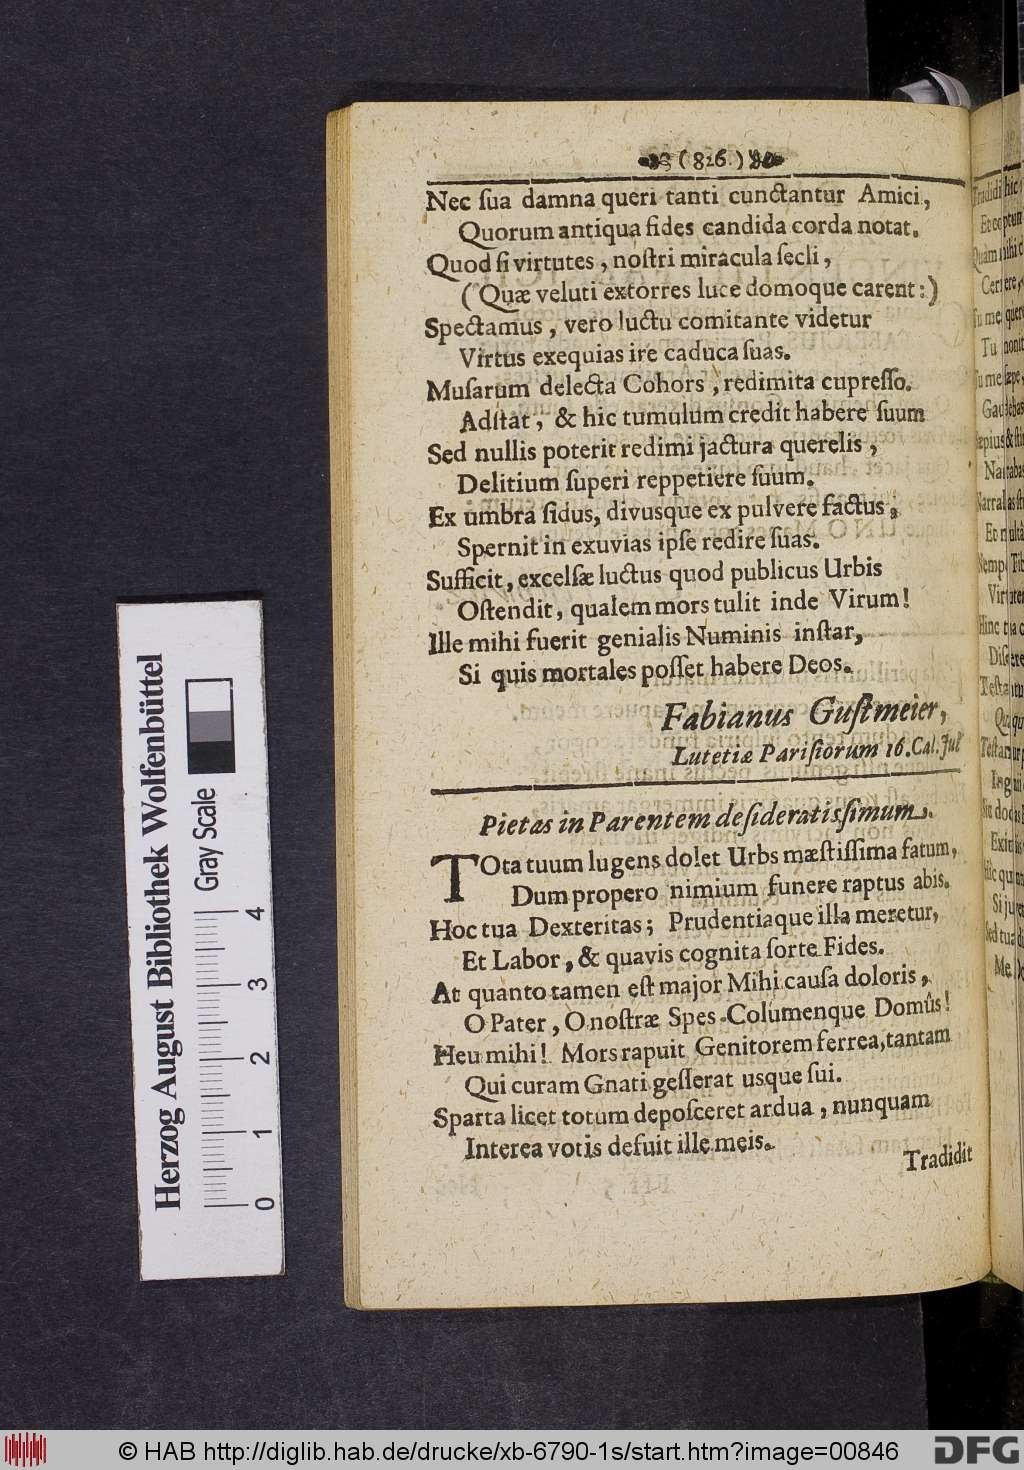 (826.)
Nec ſua damna queri tanti cunctantur Amici,
Quorum antiqua fides candida corda notat.
Quod ſi virtutes, noſtri miracula ſecli,
(Quæ veluti extorres luce domoque carent:)
Spectamus, vero luctu comitante videtur
Virtus exequias ire caduca ſuas.
Muſarum delecta Cohors, redimita cupreſſo.
Adſtat, & hic tumulum credit habere ſuum
Sed nullis poterit redimi jactura querelis,
Delitium ſuperi reppetiere ſuum.
Ex umbra ſidus, divusque ex pulvere factus,
Spernit in exuvias ipſe redire ſuas.
Sufficit, excelſæ luctus quod publicus Urbis
Oſtendit, qualem mors tulit inde Virum!
Ille mihi fuerit genialis Numinis inſtar,
Si quis mortales poſſet habere Deos.
Fabianus Guſtmeier,
Lutetiæ Pariſiorum 16. Cal. Jul
Pietas in Parentem deſideratiſſimum.
TOta tuum lugens dolet Urbs mæſtiſſima fatum,
Dum propero nimium funere raptus abis.
Hoc tua Dexteritas; Prudentiaque illa meretur,
Et Labor, & quavis cognita ſorte Fides.
At quanto tamen eſt major Mihi cauſa doloris,
O Pater, O noſtræ Spes Columenque Domûs!
Heu mihi! Mors rapuit Genitorem ferrea, tantam
Qui curam Gnati geſſerat usque ſui.
Sparta licet totum depoſceret ardua, nunquam
Interea votis defuit ille meis.
Tradidit
Herzog August Bibliothek Wolfenbüttel
Gray Scale
0 1 2 3 4
© HAB http://diglib.hab.de/drucke/xb-6790-1s/start.htm?image=00846
DFG